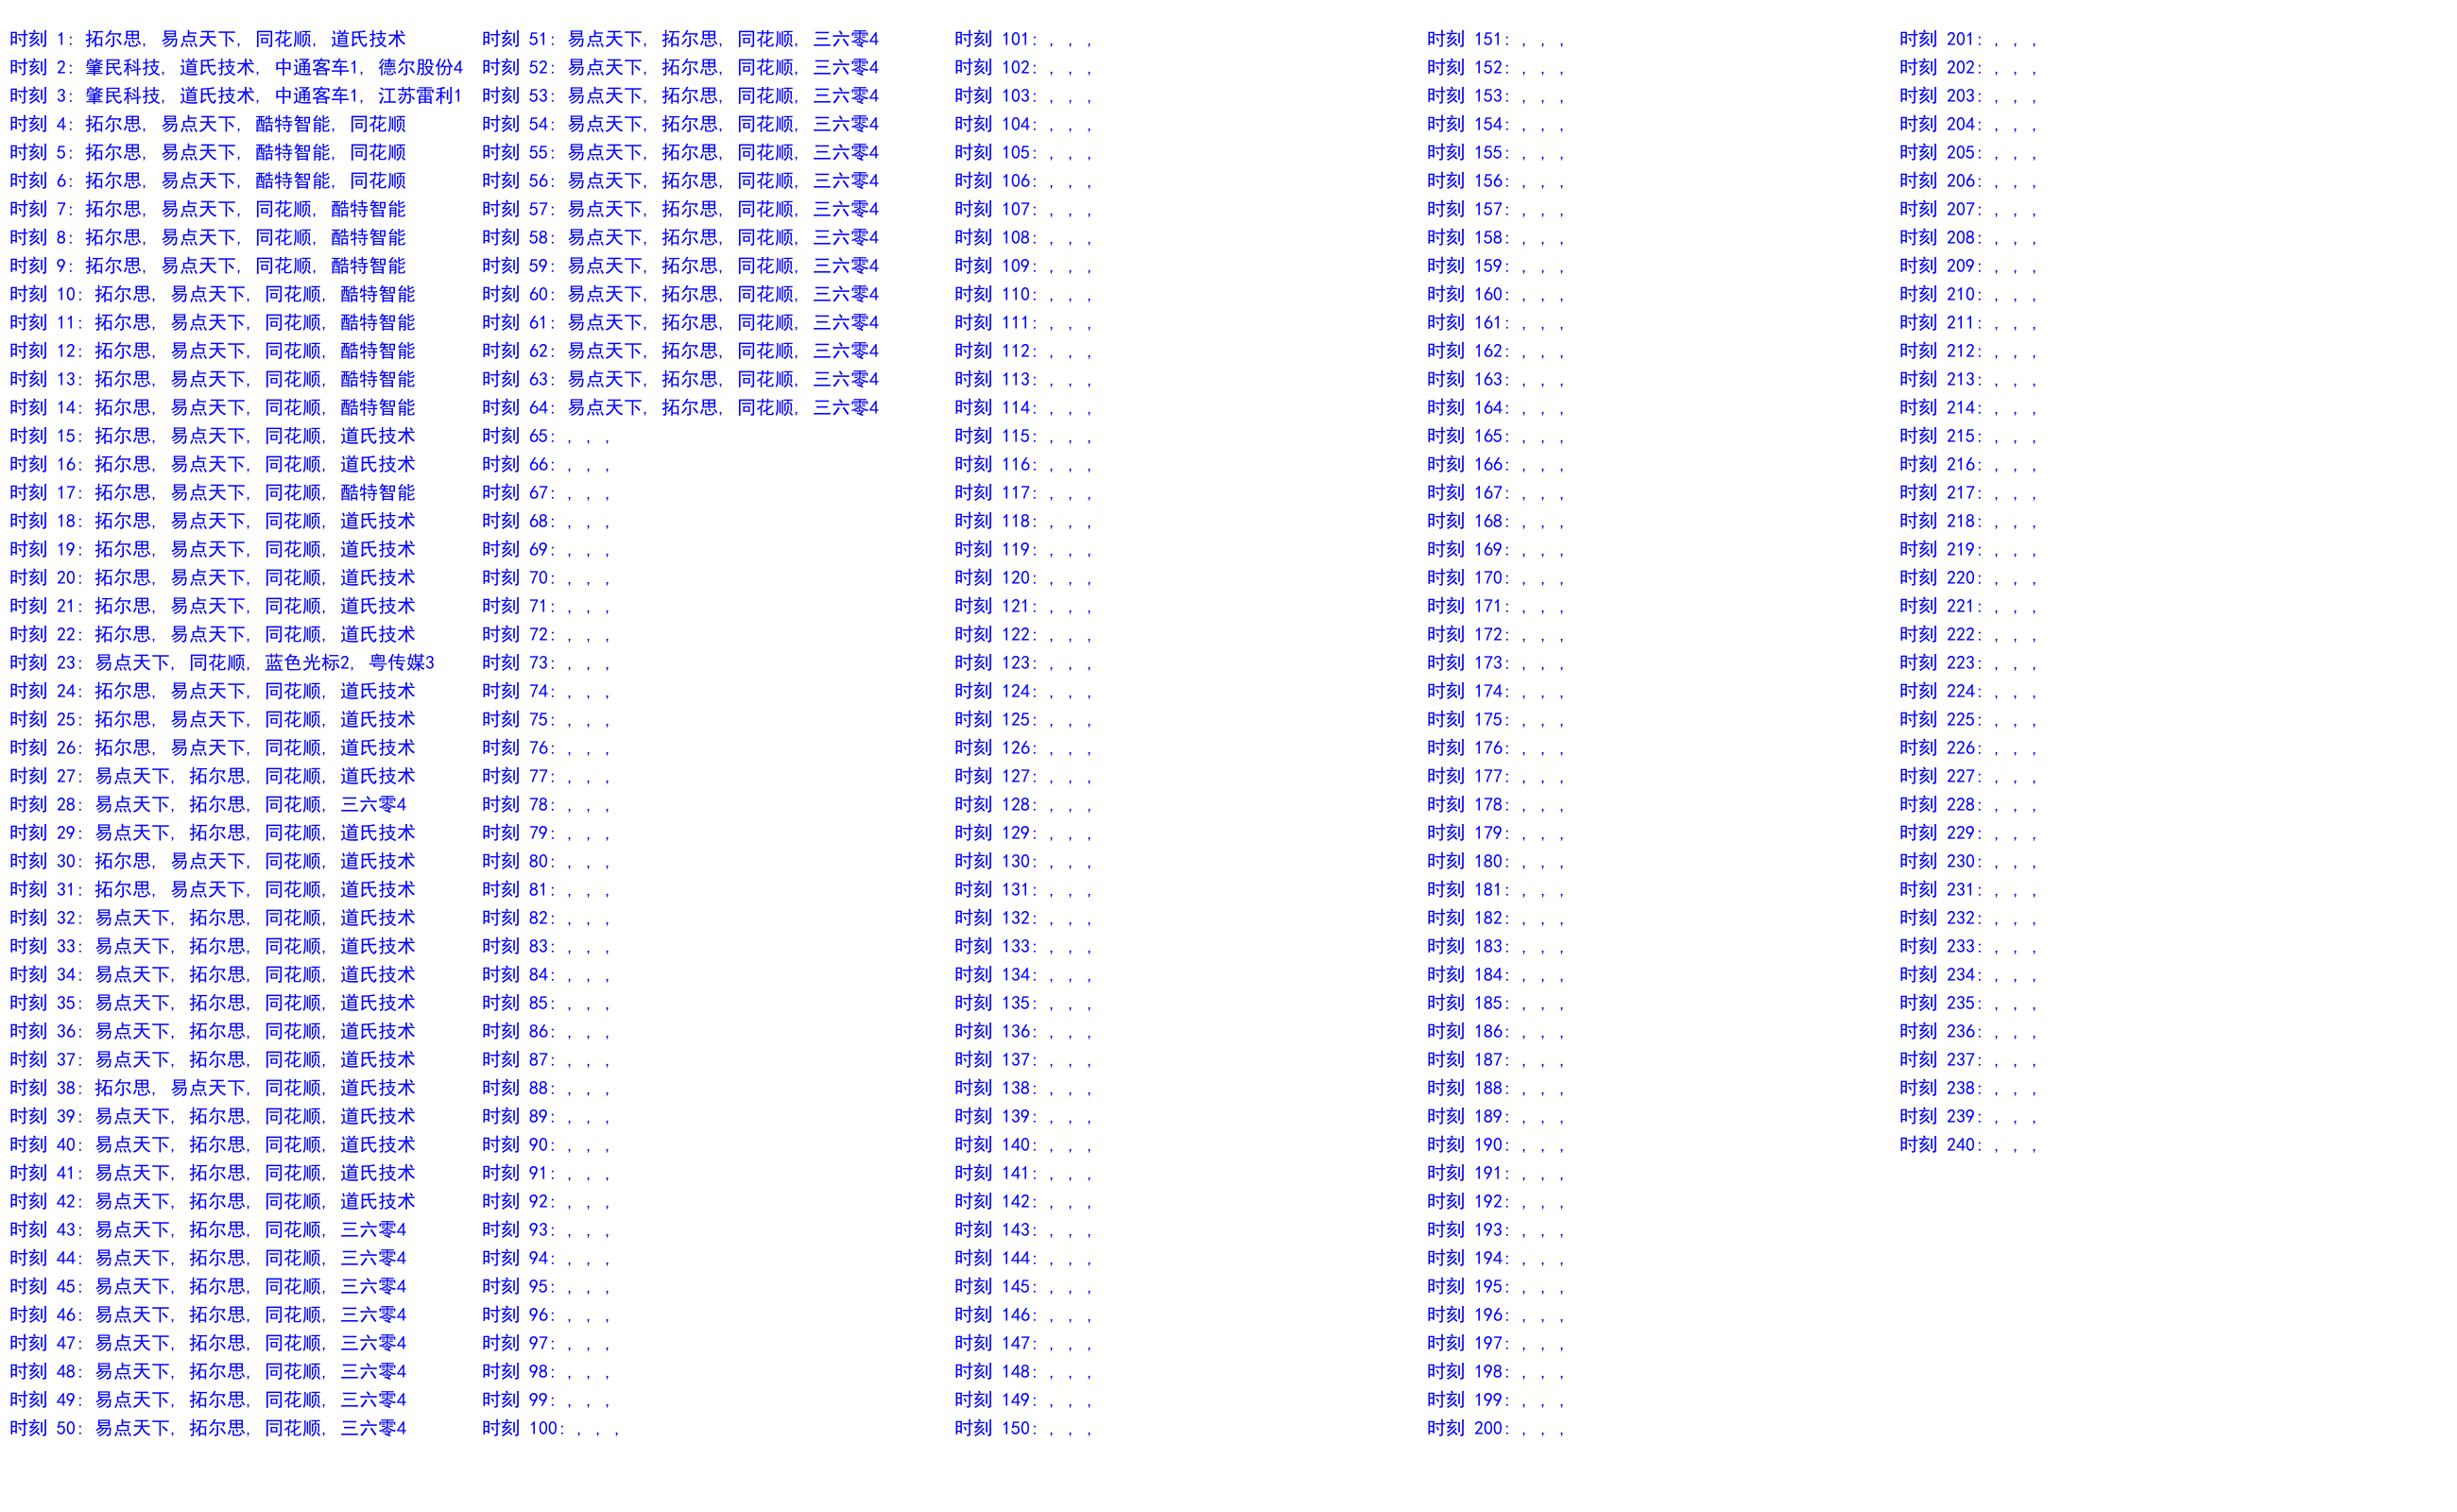 时刻 1: 拓尔思, 易点天下, 同花顺, 道氏技术
时刻 2: 肇民科技, 道氏技术, 中通客车1, 德尔股份4
时刻 3: 肇民科技, 道氏技术, 中通客车1, 江苏雷利1
时刻 4: 拓尔思, 易点天下, 酷特智能, 同花顺
时刻 5: 拓尔思, 易点天下, 酷特智能, 同花顺
时刻 6: 拓尔思, 易点天下, 酷特智能, 同花顺
时刻 7: 拓尔思, 易点天下, 同花顺, 酷特智能
时刻 8: 拓尔思, 易点天下, 同花顺, 酷特智能
时刻 9: 拓尔思, 易点天下, 同花顺, 酷特智能
时刻 10: 拓尔思, 易点天下, 同花顺, 酷特智能
时刻 11: 拓尔思, 易点天下, 同花顺, 酷特智能
时刻 12: 拓尔思, 易点天下, 同花顺, 酷特智能
时刻 13: 拓尔思, 易点天下, 同花顺, 酷特智能
时刻 14: 拓尔思, 易点天下, 同花顺, 酷特智能
时刻 15: 拓尔思, 易点天下, 同花顺, 道氏技术
时刻 16: 拓尔思, 易点天下, 同花顺, 道氏技术
时刻 17: 拓尔思, 易点天下, 同花顺, 酷特智能
时刻 18: 拓尔思, 易点天下, 同花顺, 道氏技术
时刻 19: 拓尔思, 易点天下, 同花顺, 道氏技术
时刻 20: 拓尔思, 易点天下, 同花顺, 道氏技术
时刻 21: 拓尔思, 易点天下, 同花顺, 道氏技术
时刻 22: 拓尔思, 易点天下, 同花顺, 道氏技术
时刻 23: 易点天下, 同花顺, 蓝色光标2, 粤传媒3
时刻 24: 拓尔思, 易点天下, 同花顺, 道氏技术
时刻 25: 拓尔思, 易点天下, 同花顺, 道氏技术
时刻 26: 拓尔思, 易点天下, 同花顺, 道氏技术
时刻 27: 易点天下, 拓尔思, 同花顺, 道氏技术
时刻 28: 易点天下, 拓尔思, 同花顺, 三六零4
时刻 29: 易点天下, 拓尔思, 同花顺, 道氏技术
时刻 30: 拓尔思, 易点天下, 同花顺, 道氏技术
时刻 31: 拓尔思, 易点天下, 同花顺, 道氏技术
时刻 32: 易点天下, 拓尔思, 同花顺, 道氏技术
时刻 33: 易点天下, 拓尔思, 同花顺, 道氏技术
时刻 34: 易点天下, 拓尔思, 同花顺, 道氏技术
时刻 35: 易点天下, 拓尔思, 同花顺, 道氏技术
时刻 36: 易点天下, 拓尔思, 同花顺, 道氏技术
时刻 37: 易点天下, 拓尔思, 同花顺, 道氏技术
时刻 38: 拓尔思, 易点天下, 同花顺, 道氏技术
时刻 39: 易点天下, 拓尔思, 同花顺, 道氏技术
时刻 40: 易点天下, 拓尔思, 同花顺, 道氏技术
时刻 41: 易点天下, 拓尔思, 同花顺, 道氏技术
时刻 42: 易点天下, 拓尔思, 同花顺, 道氏技术
时刻 43: 易点天下, 拓尔思, 同花顺, 三六零4
时刻 44: 易点天下, 拓尔思, 同花顺, 三六零4
时刻 45: 易点天下, 拓尔思, 同花顺, 三六零4
时刻 46: 易点天下, 拓尔思, 同花顺, 三六零4
时刻 47: 易点天下, 拓尔思, 同花顺, 三六零4
时刻 48: 易点天下, 拓尔思, 同花顺, 三六零4
时刻 49: 易点天下, 拓尔思, 同花顺, 三六零4
时刻 50: 易点天下, 拓尔思, 同花顺, 三六零4
时刻 51: 易点天下, 拓尔思, 同花顺, 三六零4
时刻 52: 易点天下, 拓尔思, 同花顺, 三六零4
时刻 53: 易点天下, 拓尔思, 同花顺, 三六零4
时刻 54: 易点天下, 拓尔思, 同花顺, 三六零4
时刻 55: 易点天下, 拓尔思, 同花顺, 三六零4
时刻 56: 易点天下, 拓尔思, 同花顺, 三六零4
时刻 57: 易点天下, 拓尔思, 同花顺, 三六零4
时刻 58: 易点天下, 拓尔思, 同花顺, 三六零4
时刻 59: 易点天下, 拓尔思, 同花顺, 三六零4
时刻 60: 易点天下, 拓尔思, 同花顺, 三六零4
时刻 61: 易点天下, 拓尔思, 同花顺, 三六零4
时刻 62: 易点天下, 拓尔思, 同花顺, 三六零4
时刻 63: 易点天下, 拓尔思, 同花顺, 三六零4
时刻 64: 易点天下, 拓尔思, 同花顺, 三六零4
时刻 65: , , ,
时刻 66: , , ,
时刻 67: , , ,
时刻 68: , , ,
时刻 69: , , ,
时刻 70: , , ,
时刻 71: , , ,
时刻 72: , , ,
时刻 73: , , ,
时刻 74: , , ,
时刻 75: , , ,
时刻 76: , , ,
时刻 77: , , ,
时刻 78: , , ,
时刻 79: , , ,
时刻 80: , , ,
时刻 81: , , ,
时刻 82: , , ,
时刻 83: , , ,
时刻 84: , , ,
时刻 85: , , ,
时刻 86: , , ,
时刻 87: , , ,
时刻 88: , , ,
时刻 89: , , ,
时刻 90: , , ,
时刻 91: , , ,
时刻 92: , , ,
时刻 93: , , ,
时刻 94: , , ,
时刻 95: , , ,
时刻 96: , , ,
时刻 97: , , ,
时刻 98: , , ,
时刻 99: , , ,
时刻 100: , , ,
时刻 101: , , ,
时刻 102: , , ,
时刻 103: , , ,
时刻 104: , , ,
时刻 105: , , ,
时刻 106: , , ,
时刻 107: , , ,
时刻 108: , , ,
时刻 109: , , ,
时刻 110: , , ,
时刻 111: , , ,
时刻 112: , , ,
时刻 113: , , ,
时刻 114: , , ,
时刻 115: , , ,
时刻 116: , , ,
时刻 117: , , ,
时刻 118: , , ,
时刻 119: , , ,
时刻 120: , , ,
时刻 121: , , ,
时刻 122: , , ,
时刻 123: , , ,
时刻 124: , , ,
时刻 125: , , ,
时刻 126: , , ,
时刻 127: , , ,
时刻 128: , , ,
时刻 129: , , ,
时刻 130: , , ,
时刻 131: , , ,
时刻 132: , , ,
时刻 133: , , ,
时刻 134: , , ,
时刻 135: , , ,
时刻 136: , , ,
时刻 137: , , ,
时刻 138: , , ,
时刻 139: , , ,
时刻 140: , , ,
时刻 141: , , ,
时刻 142: , , ,
时刻 143: , , ,
时刻 144: , , ,
时刻 145: , , ,
时刻 146: , , ,
时刻 147: , , ,
时刻 148: , , ,
时刻 149: , , ,
时刻 150: , , ,
时刻 151: , , ,
时刻 152: , , ,
时刻 153: , , ,
时刻 154: , , ,
时刻 155: , , ,
时刻 156: , , ,
时刻 157: , , ,
时刻 158: , , ,
时刻 159: , , ,
时刻 160: , , ,
时刻 161: , , ,
时刻 162: , , ,
时刻 163: , , ,
时刻 164: , , ,
时刻 165: , , ,
时刻 166: , , ,
时刻 167: , , ,
时刻 168: , , ,
时刻 169: , , ,
时刻 170: , , ,
时刻 171: , , ,
时刻 172: , , ,
时刻 173: , , ,
时刻 174: , , ,
时刻 175: , , ,
时刻 176: , , ,
时刻 177: , , ,
时刻 178: , , ,
时刻 179: , , ,
时刻 180: , , ,
时刻 181: , , ,
时刻 182: , , ,
时刻 183: , , ,
时刻 184: , , ,
时刻 185: , , ,
时刻 186: , , ,
时刻 187: , , ,
时刻 188: , , ,
时刻 189: , , ,
时刻 190: , , ,
时刻 191: , , ,
时刻 192: , , ,
时刻 193: , , ,
时刻 194: , , ,
时刻 195: , , ,
时刻 196: , , ,
时刻 197: , , ,
时刻 198: , , ,
时刻 199: , , ,
时刻 200: , , ,
时刻 201: , , ,
时刻 202: , , ,
时刻 203: , , ,
时刻 204: , , ,
时刻 205: , , ,
时刻 206: , , ,
时刻 207: , , ,
时刻 208: , , ,
时刻 209: , , ,
时刻 210: , , ,
时刻 211: , , ,
时刻 212: , , ,
时刻 213: , , ,
时刻 214: , , ,
时刻 215: , , ,
时刻 216: , , ,
时刻 217: , , ,
时刻 218: , , ,
时刻 219: , , ,
时刻 220: , , ,
时刻 221: , , ,
时刻 222: , , ,
时刻 223: , , ,
时刻 224: , , ,
时刻 225: , , ,
时刻 226: , , ,
时刻 227: , , ,
时刻 228: , , ,
时刻 229: , , ,
时刻 230: , , ,
时刻 231: , , ,
时刻 232: , , ,
时刻 233: , , ,
时刻 234: , , ,
时刻 235: , , ,
时刻 236: , , ,
时刻 237: , , ,
时刻 238: , , ,
时刻 239: , , ,
时刻 240: , , ,